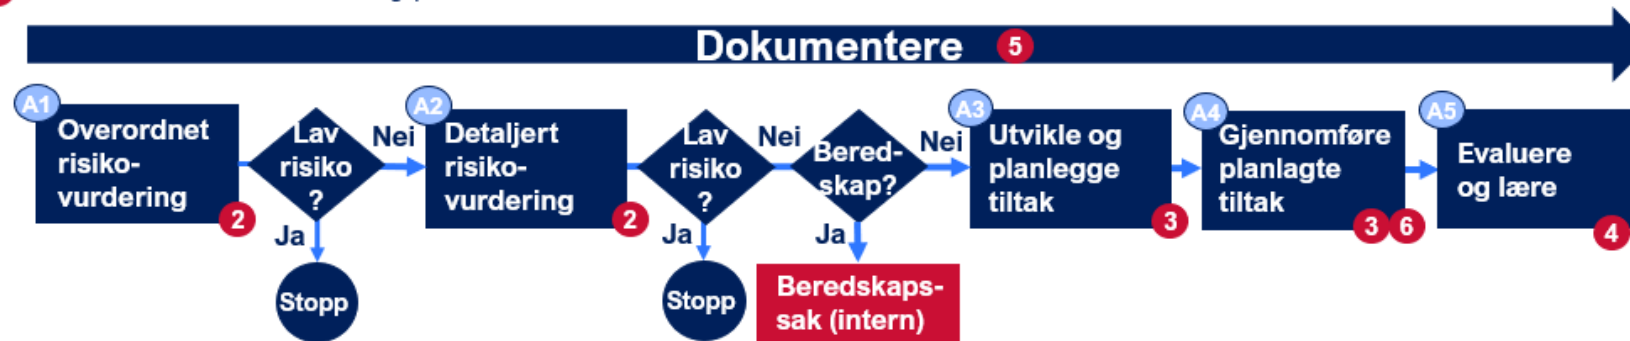 Dokumentere 5
A1
Overordnet
risiko-
vurdering
2
Lav
risiko
?
Nei
Ja
Stopp
A2
Detaljert
risiko-
vurdering
2
Lav
risiko
?
Nei
Ja
Stopp
Bered-
skap?
Nei
Ja
Beredskaps-
sak (intern)
A3
Utvikle og
planlegge
tiltak
3
A4
Gjennomføre
planlagte
tiltak
3 6
A5
Evaluere
og lære
4